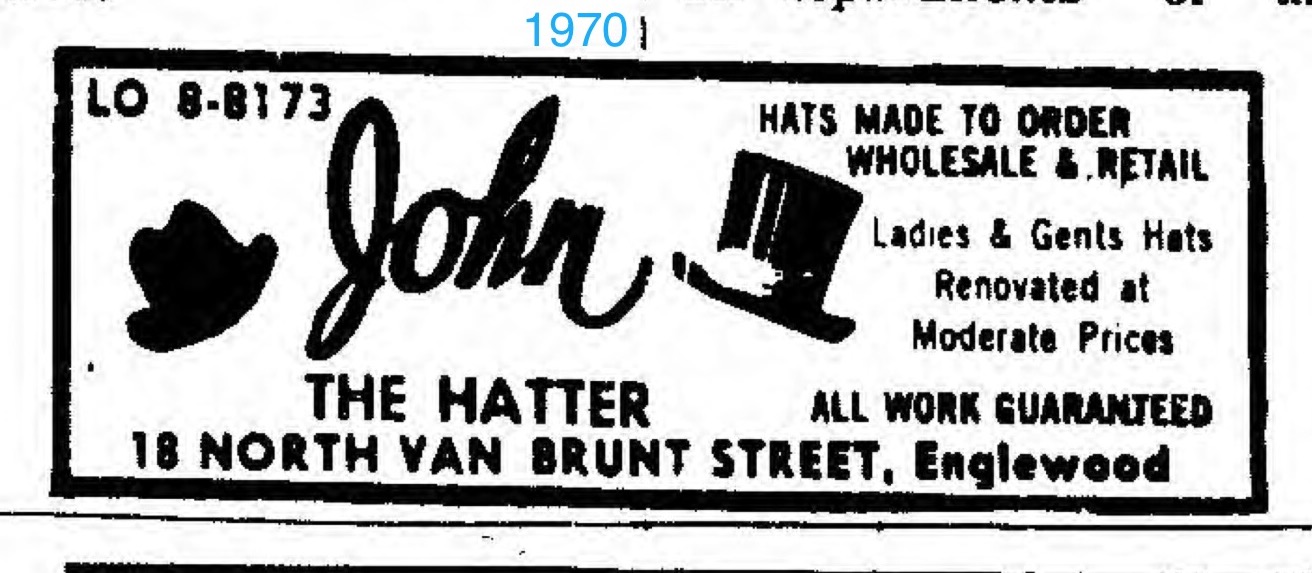 1970
LO 8-8173
John
THE HATTER
HATS MADE TO ORDER
WHOLESALE & RETAIL
Ladies & Gents Hats
Renovated at
Moderate Prices
ALL WORK GUARANTEED
18 NORTH VAN BRUNT STREET, Englewood